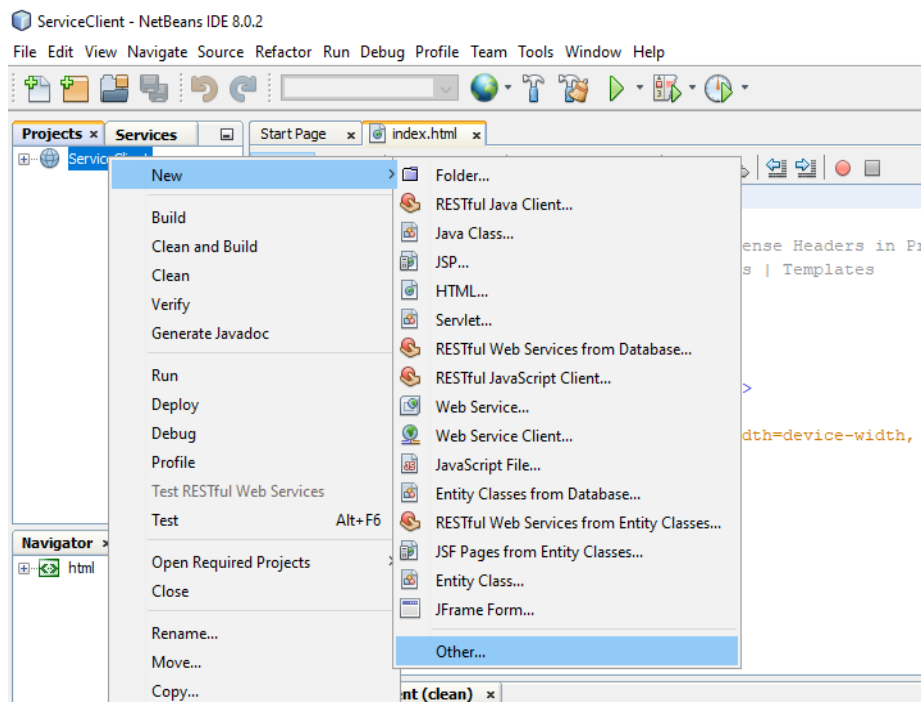 ServiceClient - NetBeans IDE 8.0.2
File Edit View Navigate Source Refactor Run Debug Profile Team Tools Window Help
Projects × Services
Start Page × index.html ×
New
Build
Clean and Build
Clean
Verify
Generate Javadoc
Run
Deploy
Debug
Profile
Test RESTful Web Services
Test Alt+F6
Open Required Projects
Close
Rename...
Move...
Copy...
Folder...
RESTful Java Client...
Java Class...
JSP...
HTML...
Servlet...
RESTful Web Services from Database...
RESTful JavaScript Client...
Web Service...
Web Service Client...
JavaScript File...
Entity Classes from Database...
RESTful Web Services from Entity Classes...
JSF Pages from Entity Classes...
Entity Class...
JFrame Form...
Other...
ense Headers in Pr
s | Templates
>
dth=device-width,
Navigator ×
html
nt (clean) ×